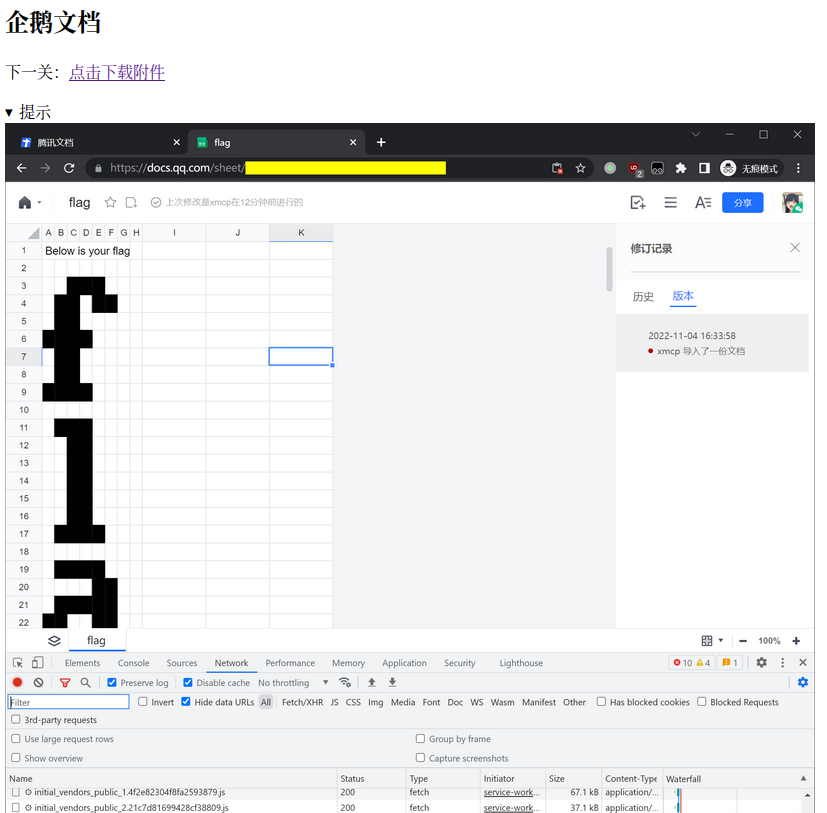 企鹅文档
下一关：点击下载附件
▾ 提示
腾讯文档 flag
https://docs.qq.com/sheet/ 2 无痕模式
flag 上次修改是xmcp在12分钟前进行的 分享
A B C D E F G H I J K
1 Below is your flag
2
3
4
5
6
7
8
9
10
11
12
13
14
15
16
17
18
19
20
21
22
f
l
a
修订记录
历史 版本
2022-11-04 16:33:58
xmcp 导入了一份文档
flag 100%
Elements Console Sources Network Performance Memory Application Security Lighthouse 10 4 1
Preserve log Disable cache No throttling
Filter Invert Hide data URLs All Fetch/XHR JS CSS Img Media Font Doc WS Wasm Manifest Other Has blocked cookies Blocked Requests
3rd-party requests
Use large request rows Group by frame
Show overview Capture screenshots
Name Status Type Initiator Size Content-Type Waterfall
initial_vendors_public_1.4f2e82304f8fa2593879.js 200 fetch service-work... 67.1 kB application/...
initial_vendors_public_2.21c7d81699428cf38809.js 200 fetch service-work... 37.1 kB application/...